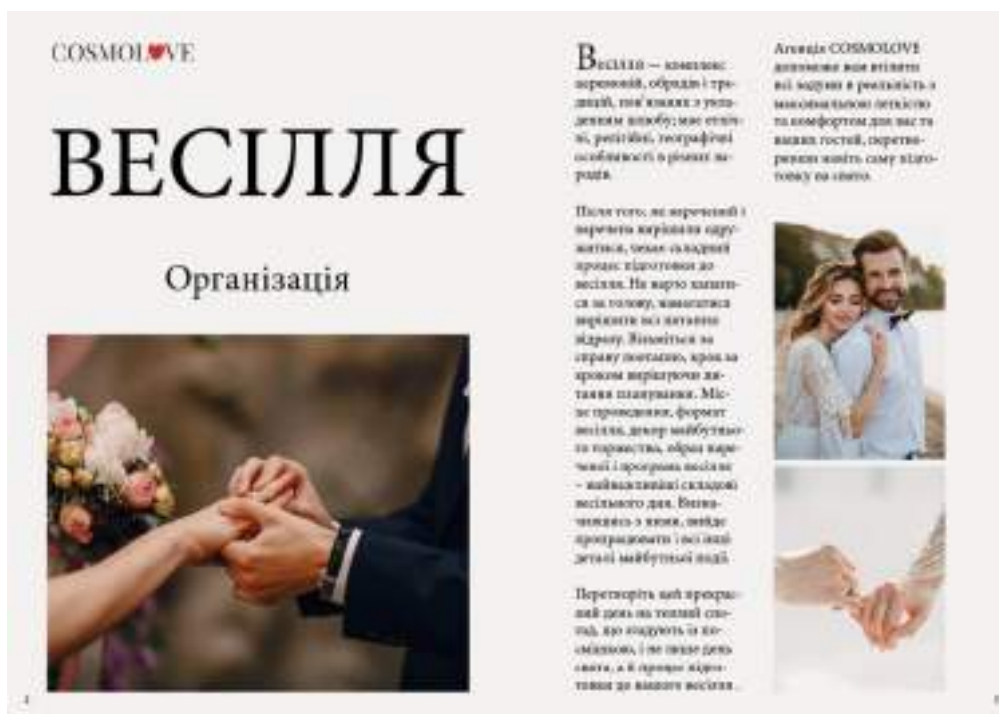 COSMOLOVE
ВЕСІЛЛЯ
Організація
Весілля — комплекс
церемоній, обрядів і тра-
дицій, пов'язаних з укла-
денням шлюбу; має етніч-
ні, релігійні, географічні
особливості в різних на-
родів.
Після того, як наречений і
наречена вирішили одру-
житися, чекає складний
процес підготовки до
весілля. Не варто хапати-
ся за голову, намагатися
вирішити всі питання
відразу. Візьміться за
справу поетапно, крок за
кроком вирішуючи пи-
тання планування. Міс-
це проведення, формат
весілля, декор майбутньо-
го торжества, образ наре-
ченої і програма весілля
– найважливіші складові
весільного дня. Визна-
чившись з ними, вийде
пропрацювати і всі інші
деталі майбутньої події.
Перетворіть цей прекрас-
ний день на теплий спо-
гад, що згадують із по-
смішкою, і не лише день
свята, а й процес підго-
товки до вашого весілля.
Агенція COSMOLOVE
допоможе вам втілити
всі задуми в реальність з
максимальною легкістю
та комфортом для вас та
ваших гостей, перетво-
ривши навіть саму підго-
товку на свято.
4